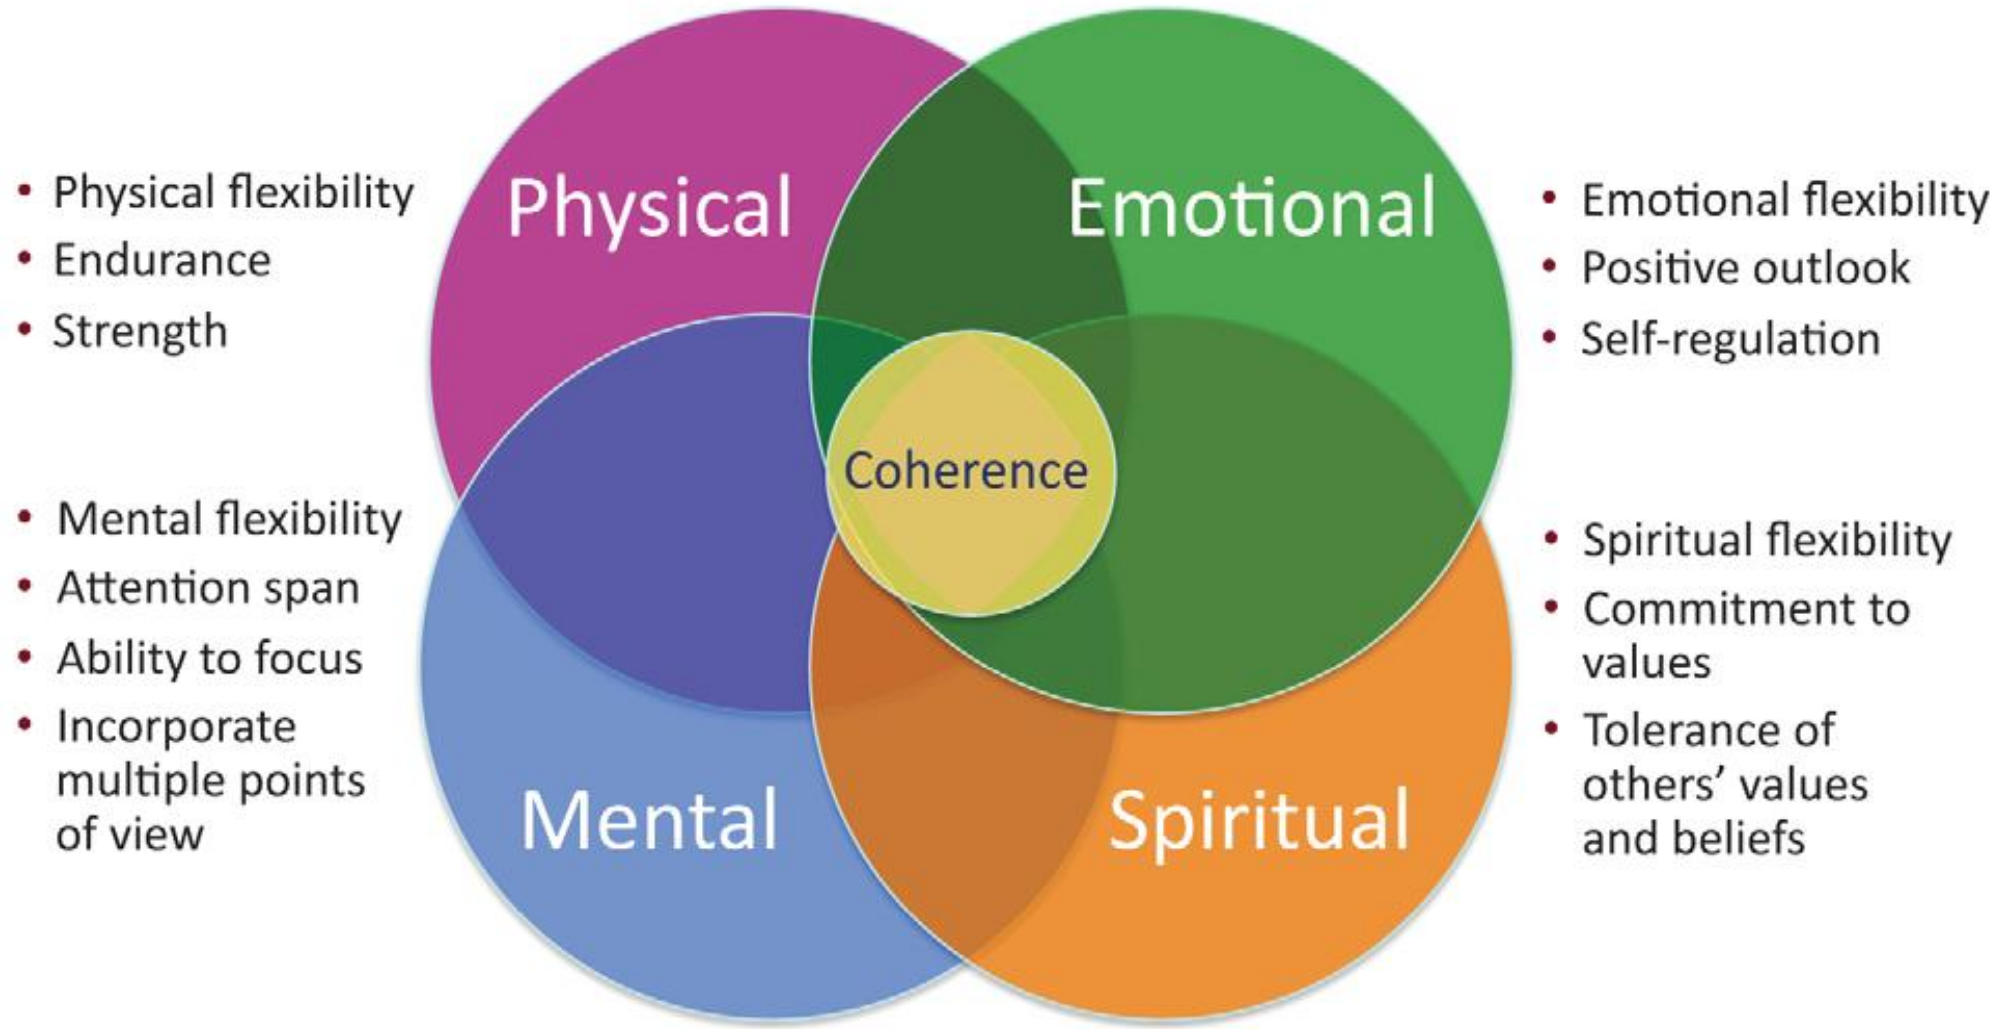 Physical
Emotional
Coherence
Mental
Spiritual
• Physical flexibility
• Endurance
• Strength
• Mental flexibility
• Attention span
• Ability to focus
• Incorporate
multiple points
of view
• Emotional flexibility
• Positive outlook
• Self-regulation
• Spiritual flexibility
• Commitment to
values
• Tolerance of
others’ values
and beliefs